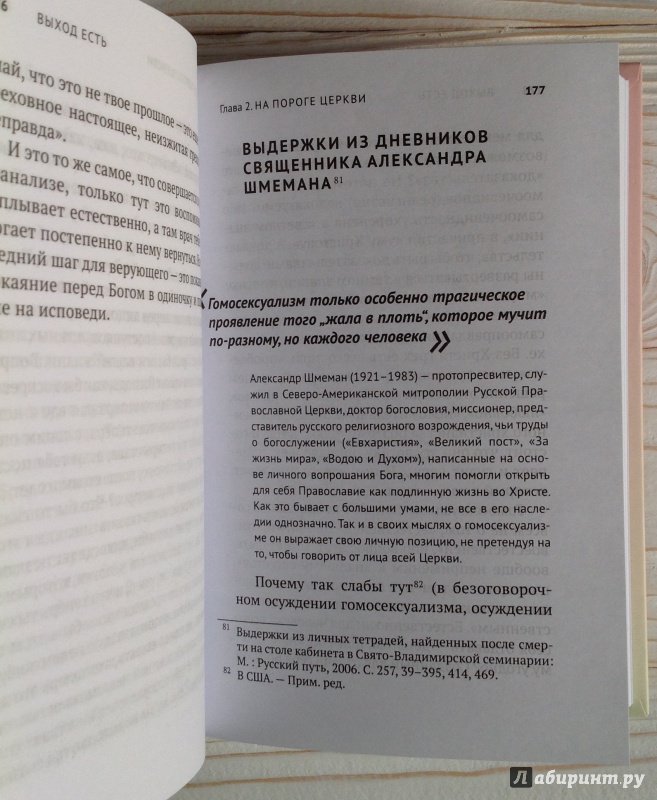 6
ВЫХОД ЕСТЬ
ай, что это не твое прошлое – это
еховное настоящее, неизжитая
правда».
И это то же самое, что совершается
анализе, только тут это
плывает естественно, а там врач
гает постепенно к нему вернуться.
едний шаг для верующего – это
каяние перед Богом в одиночку и
е на исповеди.
Глава 2. НА ПОРОГЕ ЦЕРКВИ
177
ВЫДЕРЖКИ ИЗ ДНЕВНИКОВ
СВЯЩЕННИКА АЛЕКСАНДРА
ШМЕМАНА81
Гомосексуализм только особенно трагическое
проявление того „жала в плоть“, которое мучит
по-разному, но каждого человека »
Александр Шмеман (1921–1983) — протопресвитер, слу-
жил в Северо-Американской митрополии Русской Пра-
вославной Церкви, доктор богословия, миссионер, пред-
ставитель русского религиозного возрождения, чьи труды
о богослужении («Евхаристия», «Великий пост», «За
жизнь мира», «Водою и Духом»), написанные на осно-
ве личного вопрошания Бога, многим помогли открыть
для себя Православие как подлинную жизнь во Христе.
Как это бывает с большими умами, не все в его насле-
дии однозначно. Так и в своих мыслях о гомосексуализ-
ме он выражает свою личную позицию, не претендуя на
то, чтобы говорить от лица всей Церкви.
Почему так слабы тут82 (в безоговороч-
ном осуждении гомосексуализма, осуждении
81 Выдержки из личных тетрадей, найденных после смер-
ти на столе кабинета в Свято-Владимирской семинарии:
М. : Русский путь, 2006. С. 257, 39–395, 414, 469.
82 В США. — Прим. ред.
Лабиринт.ру